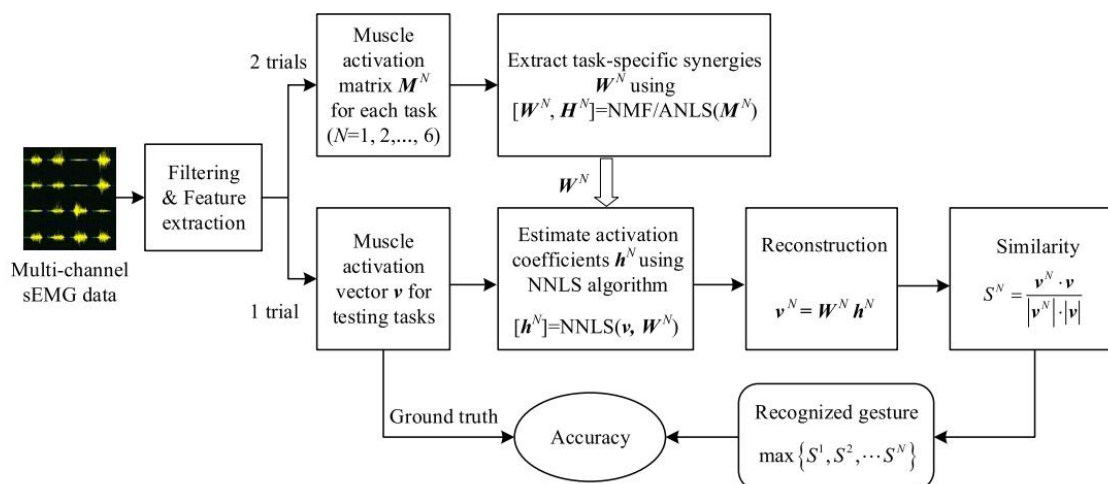 Multi-channel
sEMG data
Filtering
& Feature
extraction
2 trials
1 trial
Muscle
activation
matrix M^N
for each task
(N=1, 2,..., 6)
Extract task-specific synergies
W^N using
[W^N, H^N]=NMF/ANLS(M^N)
W^N
Muscle
activation
vector v for
testing tasks
Estimate activation
coefficients h^N using
NNLS algorithm
[h^N]=NNLS(v, W^N)
Reconstruction
v^N = W^N h^N
Similarity
S^N = v^N · v / |v^N| · |v|
Ground truth
Accuracy
Recognized gesture
max {S^1, S^2, ⋯ S^N}